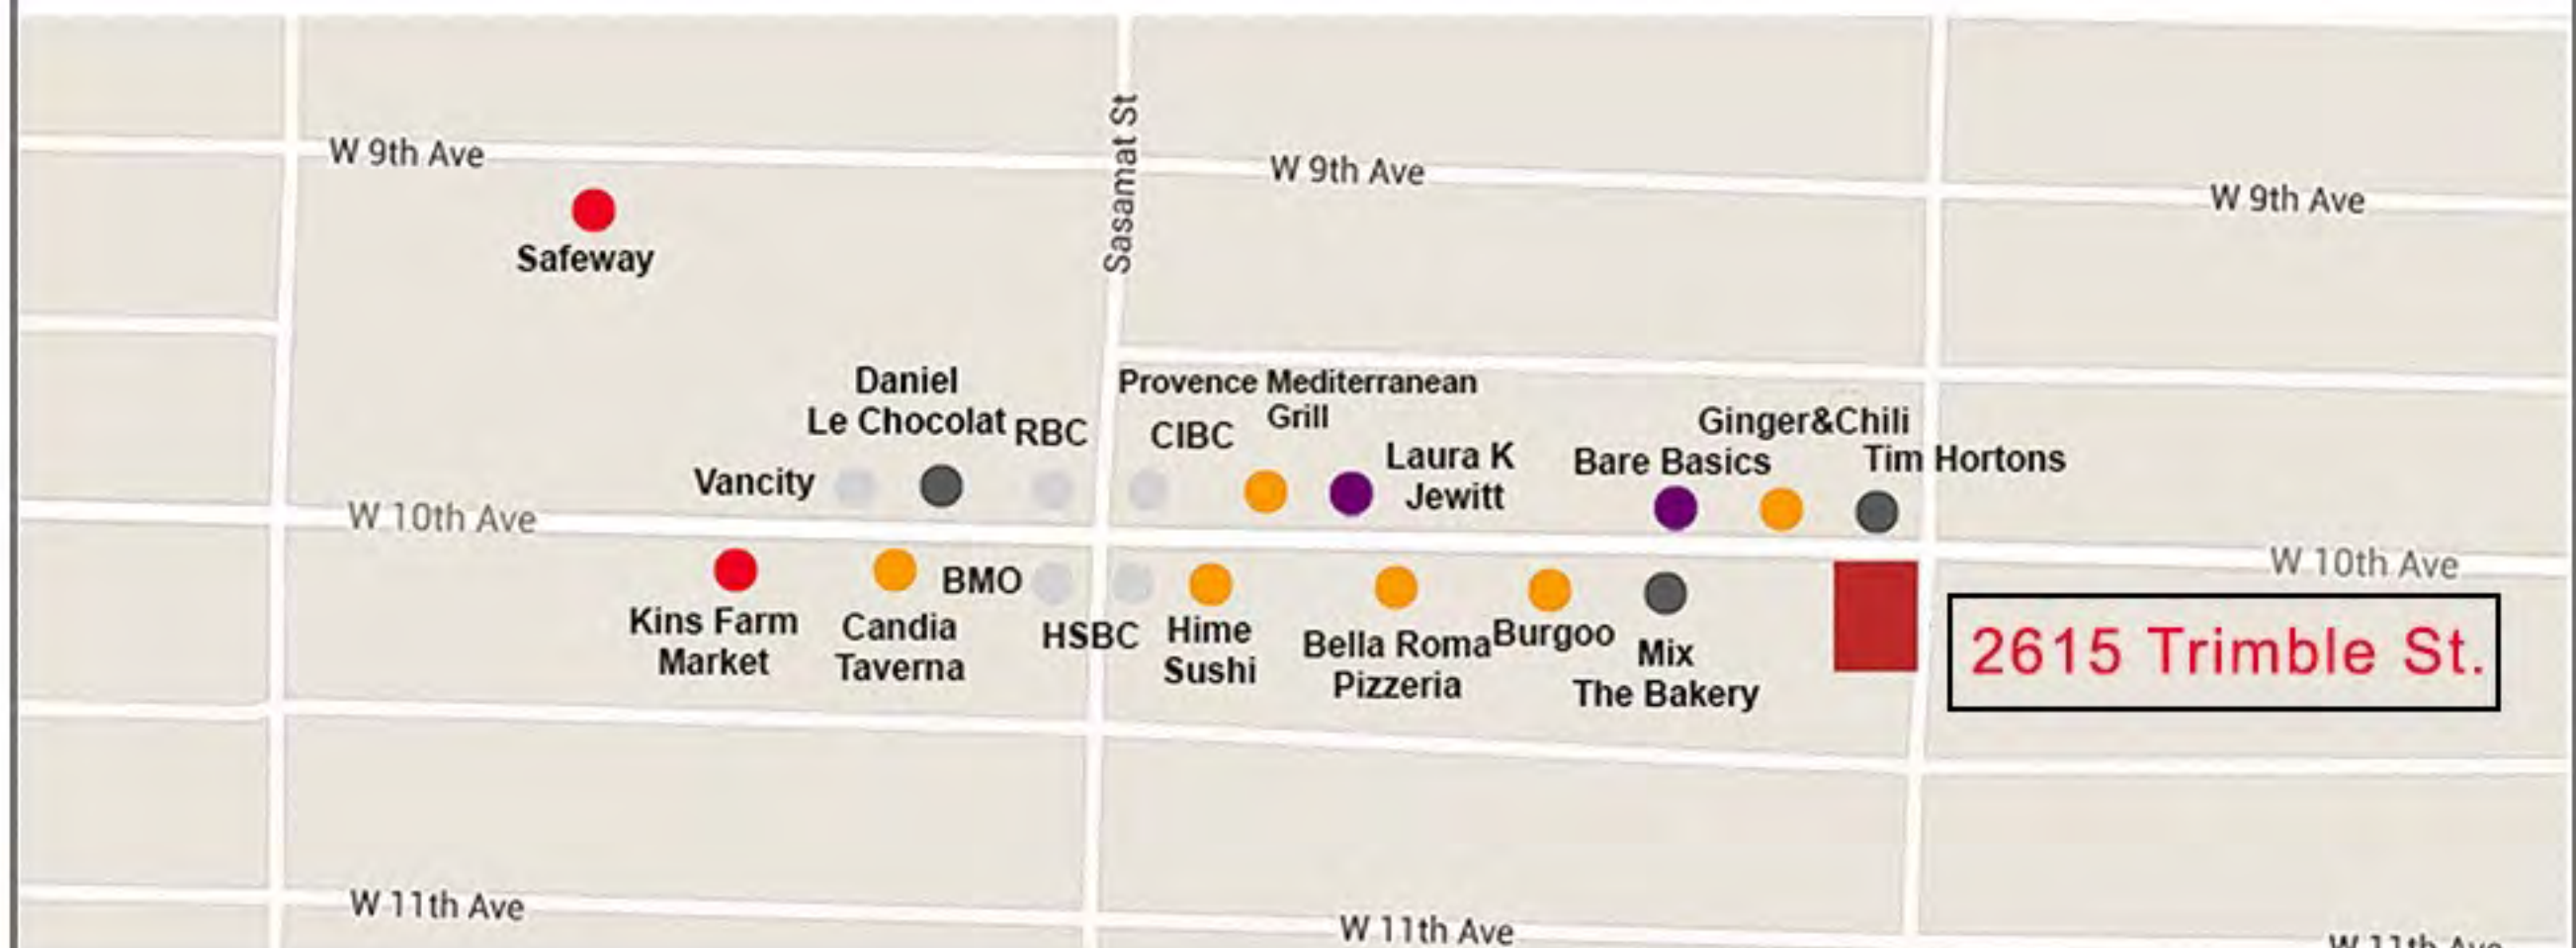 W 9th Ave
Sasamat St
W 9th Ave
W 9th Ave
Safeway
Daniel
Le Chocolat
RBC
CIBC
Provence Mediterranean
Grill
Laura K
Jewitt
Ginger&Chili
Bare Basics
Tim Hortons
Vancity
W 10th Ave
W 10th Ave
Kins Farm
Market
Candia
Taverna
BMO
HSBC
Hime
Sushi
Bella Roma
Pizzeria
Burgoo
Mix
The Bakery
2615 Trimble St.
W 11th Ave
W 11th Ave
W 11th Ave